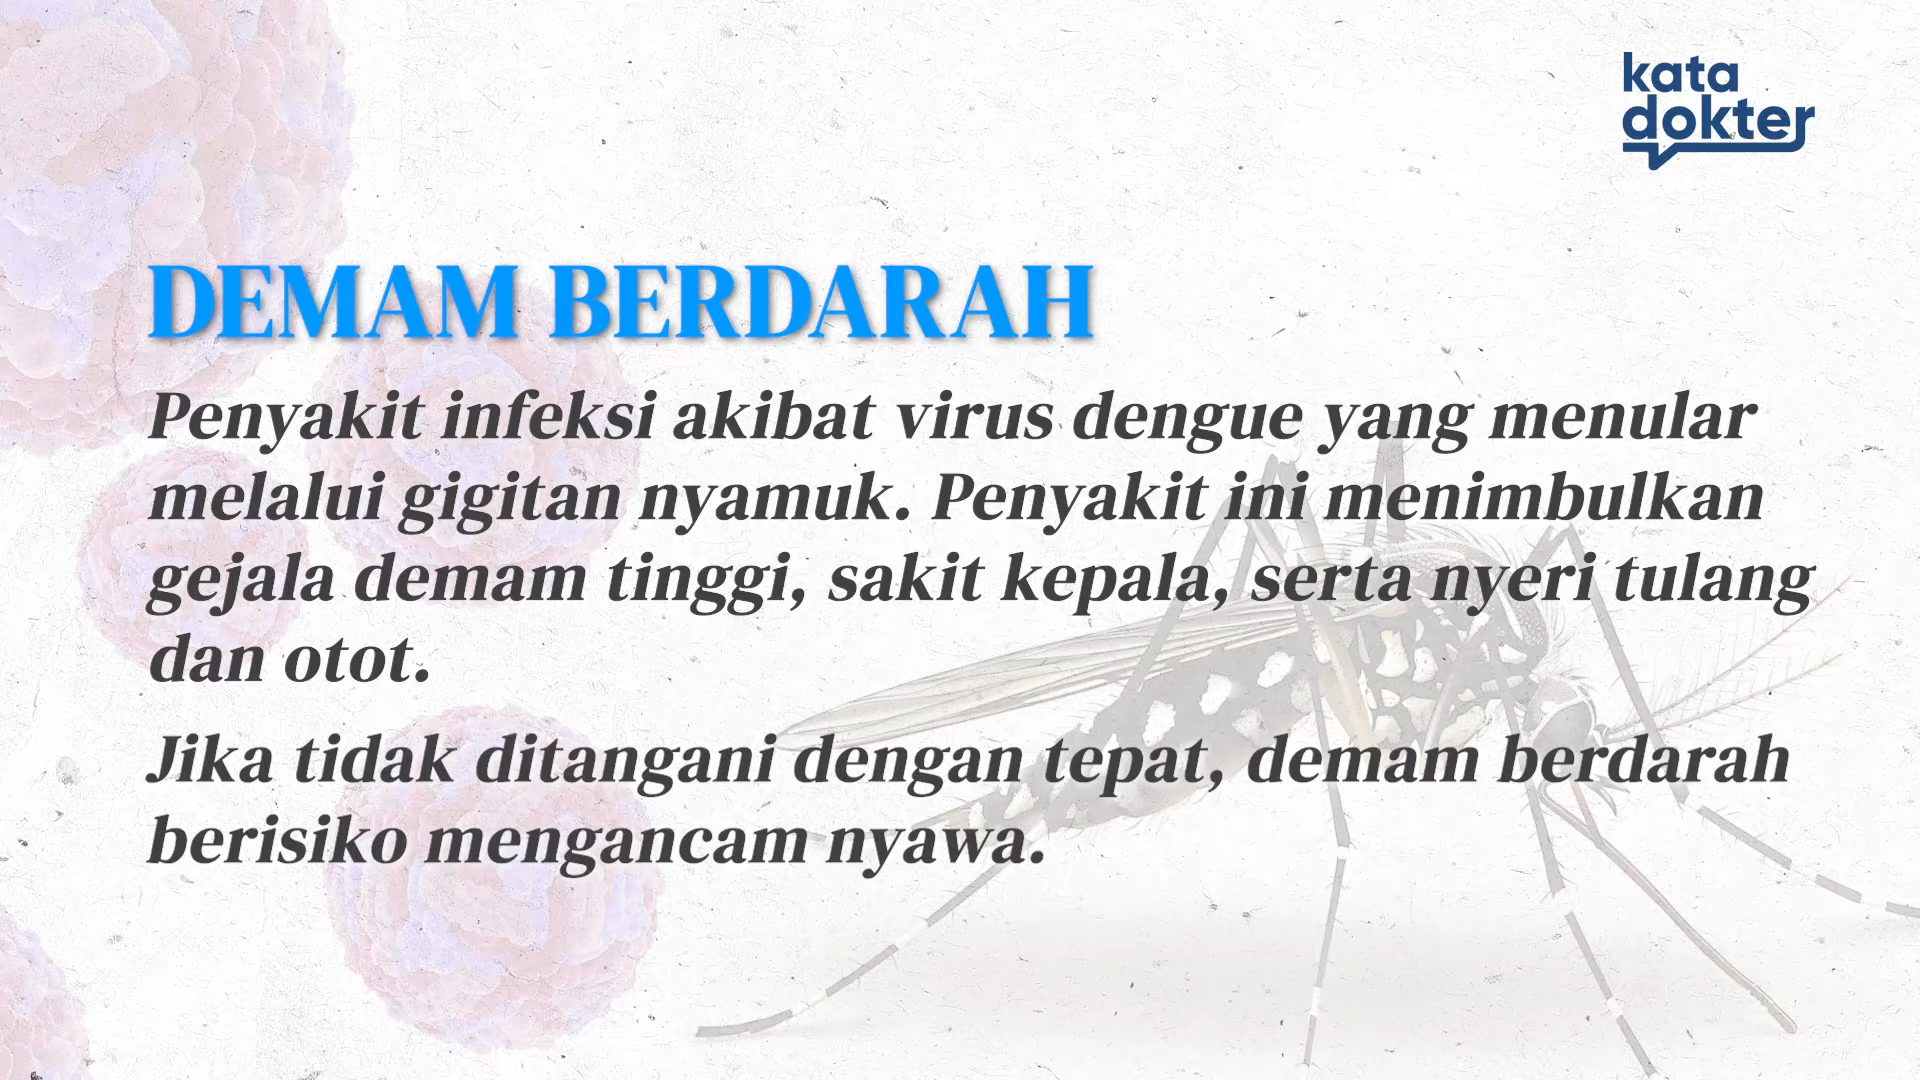 kata
dokter
DEMAM BERDARAH
Penyakit infeksi akibat virus dengue yang menular
melalui gigitan nyamuk. Penyakit ini menimbulkan
gejala demam tinggi, sakit kepala, serta nyeri tulang
dan otot.
Jika tidak ditangani dengan tepat, demam berdarah
berisiko mengancam nyawa.